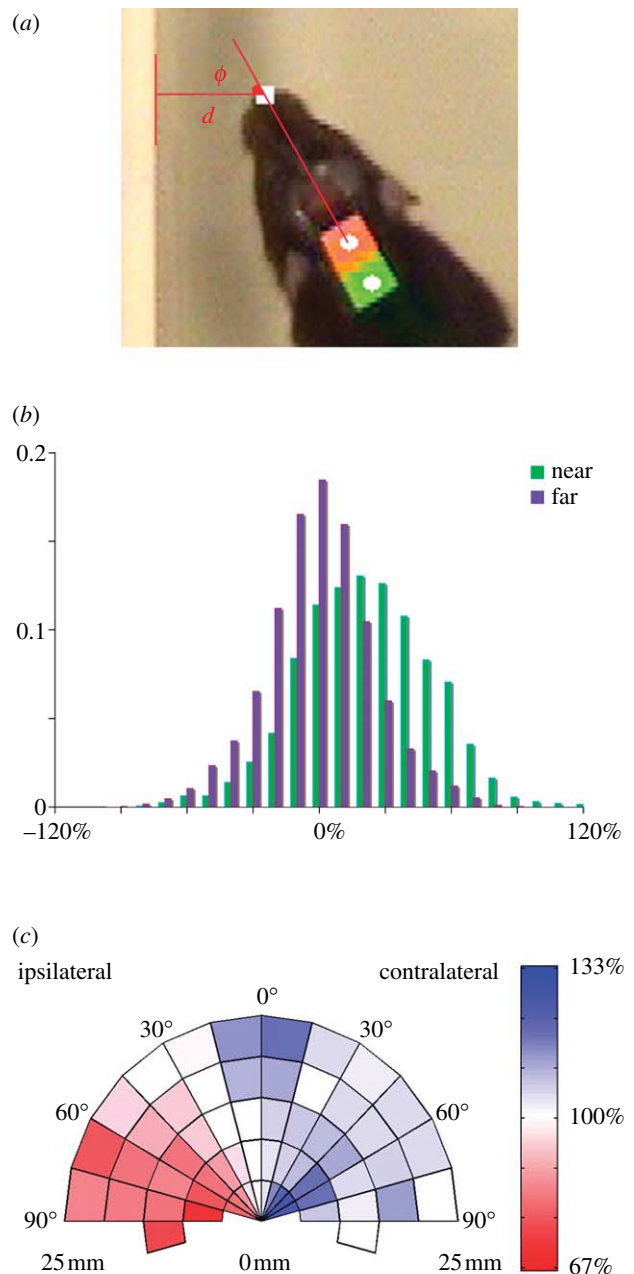 (a)
ϕ
d
(b)
0.2
near
far
0.1
0
–120% 0% 120%
(c)
ipsilateral contralateral 133%
0°
30° 30°
100%
60° 60°
90° 90°
25 mm 0 mm 25 mm 67%